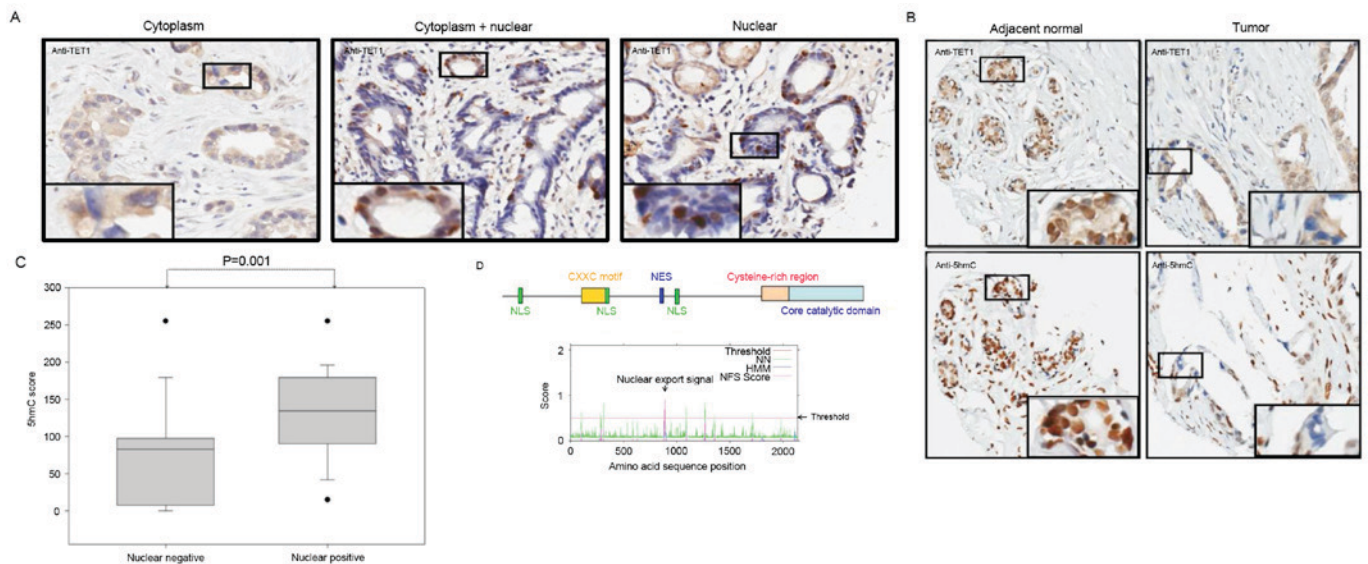 A
Cytoplasm
Cytoplasm + nuclear
Nuclear
Anti-TET1
Anti-TET1
Anti-TET1
B
Adjacent normal
Tumor
Anti-TET1
Anti-TET1
Anti-5hmC
Anti-5hmC
C
P=0.001
300
250
200
150
100
50
0
5hmC score
Nuclear negative
Nuclear positive
D
CXXC motif
NES
Cysteine-rich region
NLS
NLS
NLS
Core catalytic domain
2
1
0
Score
Threshold
NN
HMM
NFS Score
Nuclear export signal
Threshold
0
500
1000
1500
2000
Amino acid sequence position